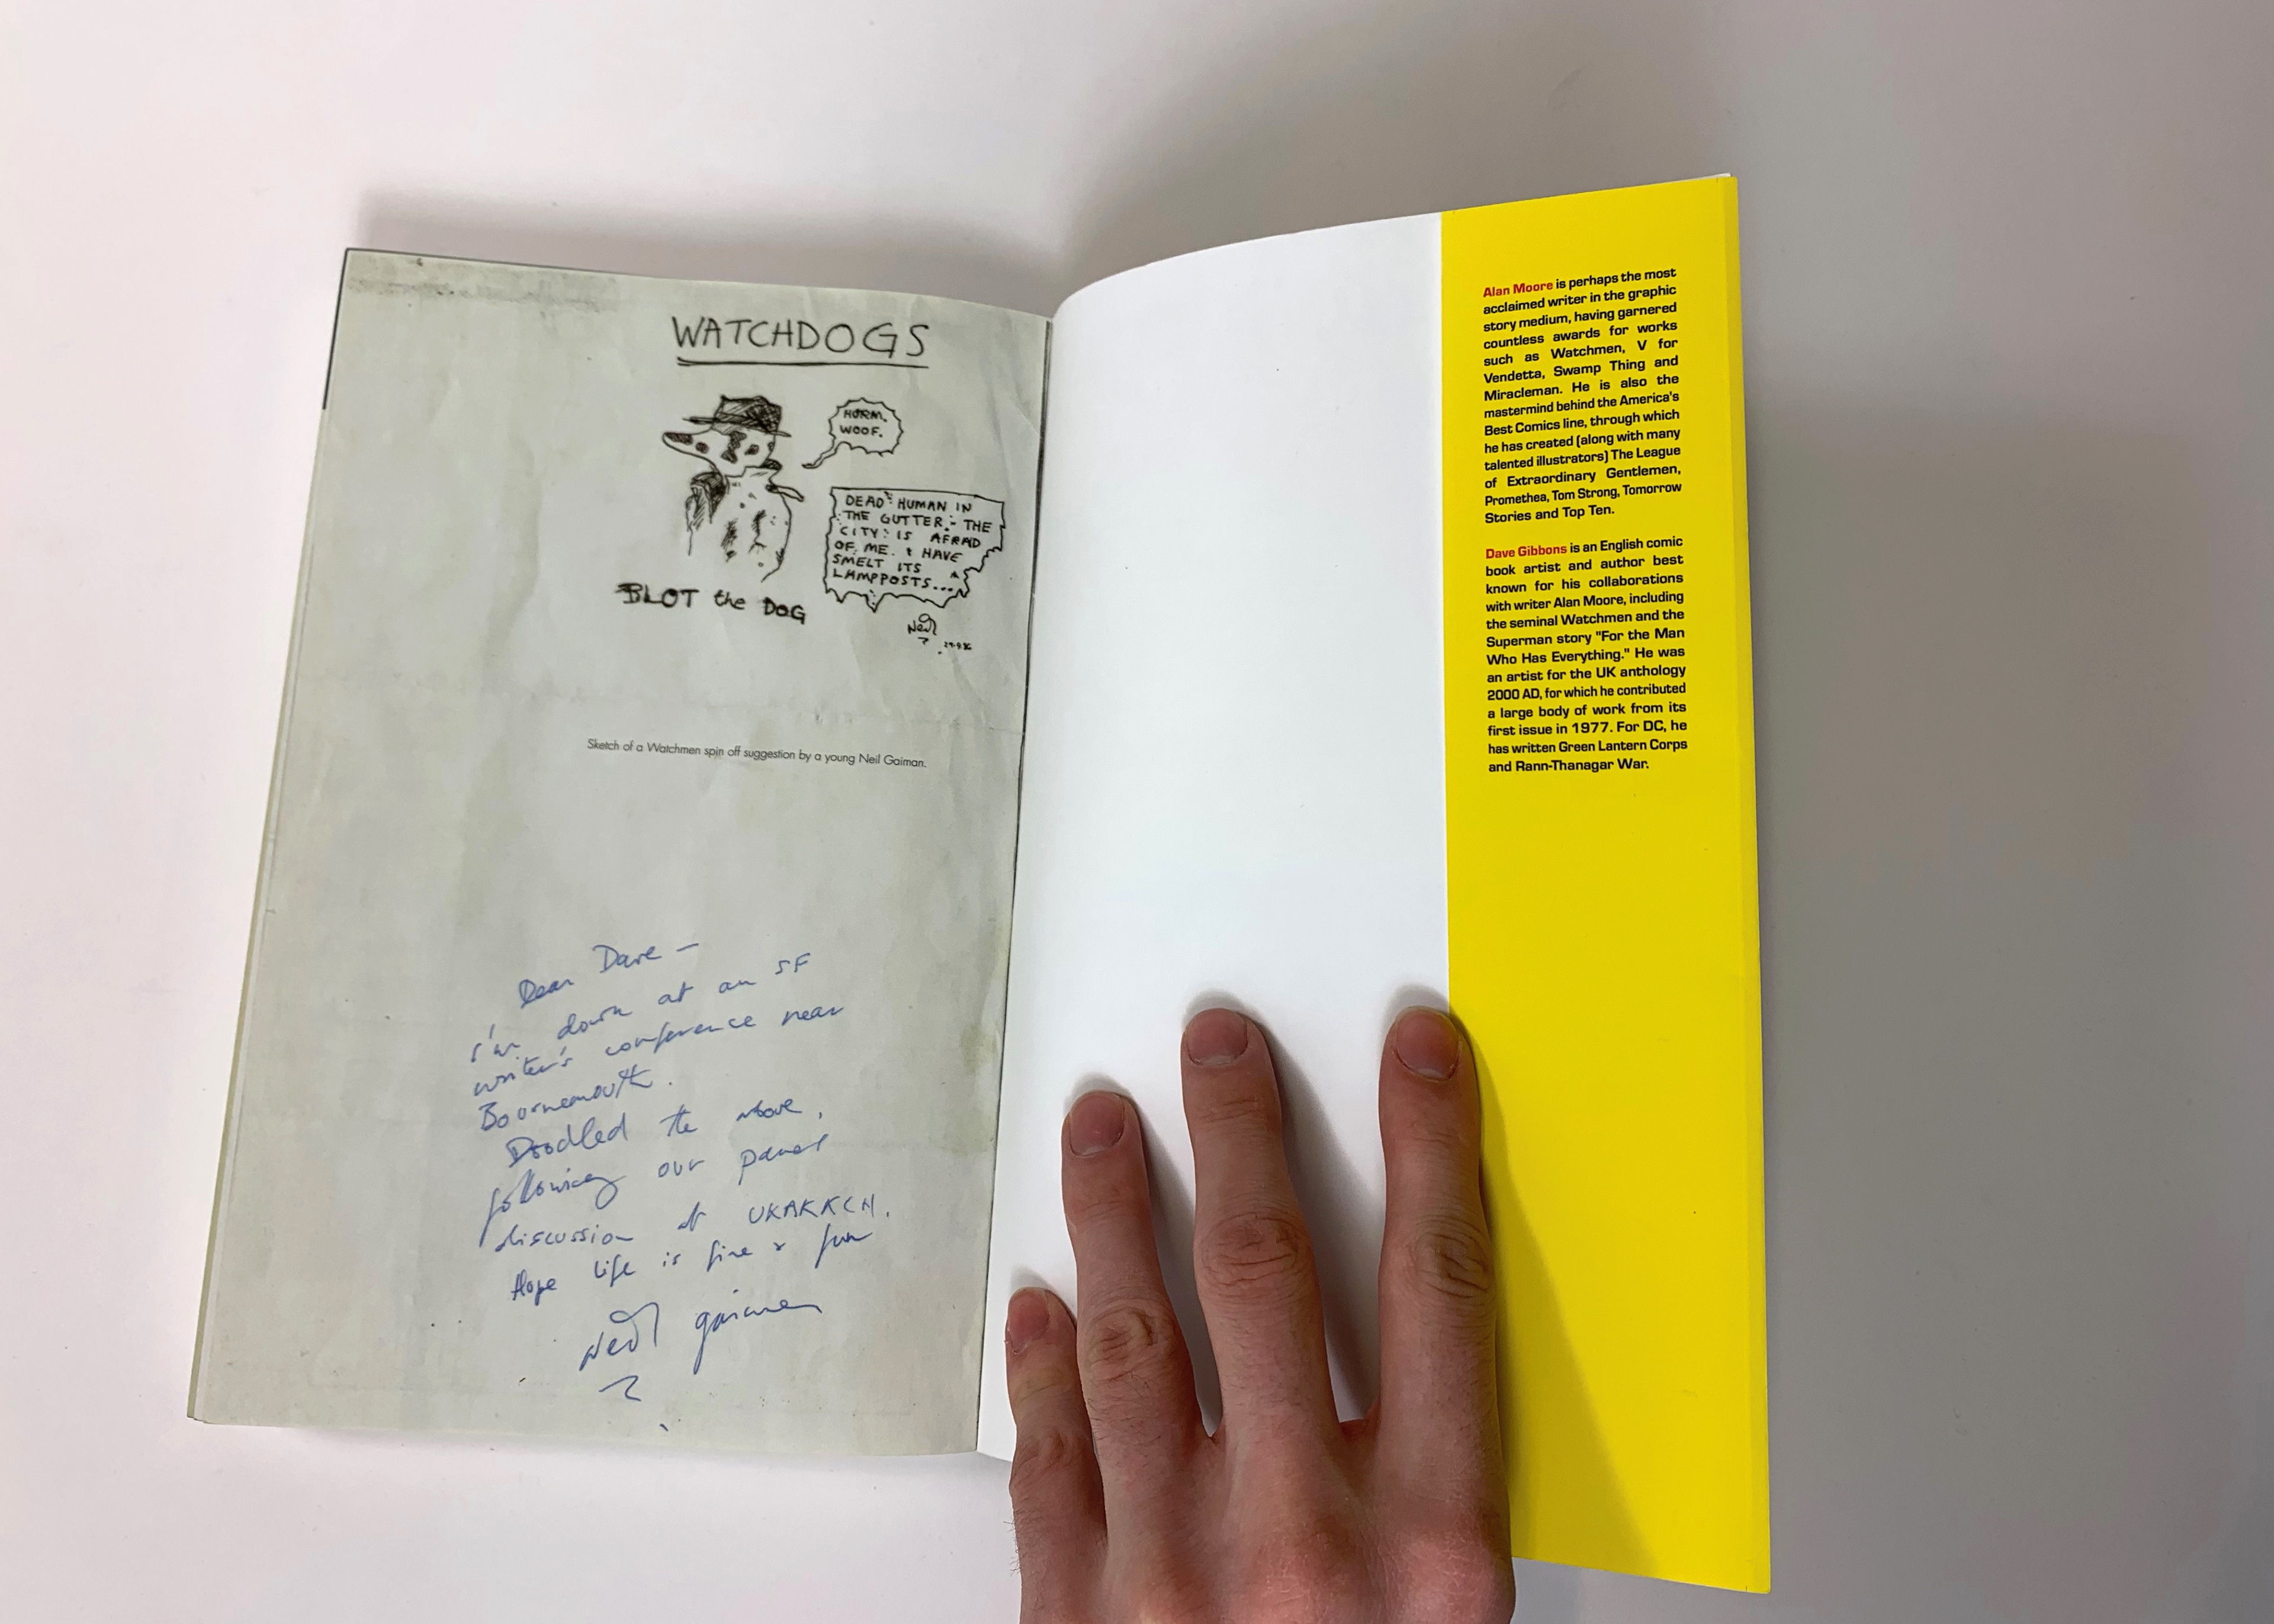 WATCHDOGS
HURM.
WOOF.
DEAD HUMAN IN
THE GUTTER. THE
CITY IS AFRAD
OF ME. I HAVE
SMELT ITS
LAMPPOSTS...
BLOT the DOG
Neil
29.9.86
Sketch of a Watchmen spin off suggestion by a young Neil Gaiman.
Dear Dave –
I'm down at an SF
writer's conference near
Bournemouth.
Doodled the above,
following our panel
discussion at UKAKKCN.
Hope life is fine & fun
Neil Gaiman
Alan Moore is perhaps the most
acclaimed writer in the graphic
story medium, having garnered
countless awards for works
such as Watchmen, V for
Vendetta, Swamp Thing and
Miracleman. He is also the
mastermind behind the America's
Best Comics line, through which
he has created (along with many
talented illustrators) The League
of Extraordinary Gentlemen,
Promethea, Tom Strong, Tomorrow
Stories and Top Ten.
Dave Gibbons is an English comic
book artist and author best
known for his collaborations
with writer Alan Moore, including
the seminal Watchmen and the
Superman story "For the Man
Who Has Everything." He was
an artist for the UK anthology
2000 AD, for which he contributed
a large body of work from its
first issue in 1977. For DC, he
has written Green Lantern Corps
and Rann-Thanagar War.